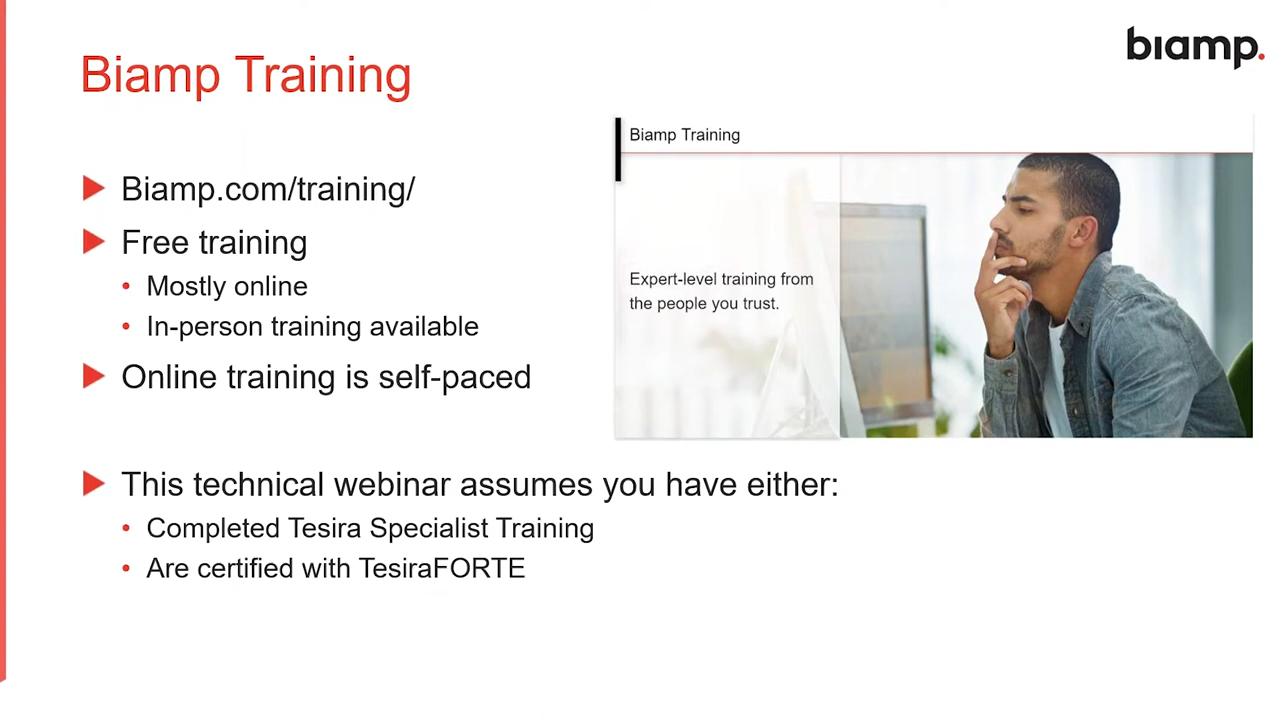 biamp.
Biamp Training
Biamp.com/training/
Free training
Mostly online
In-person training available
Online training is self-paced
Biamp Training
Expert-level training from
the people you trust.
This technical webinar assumes you have either:
Completed Tesira Specialist Training
Are certified with TesiraFORTE